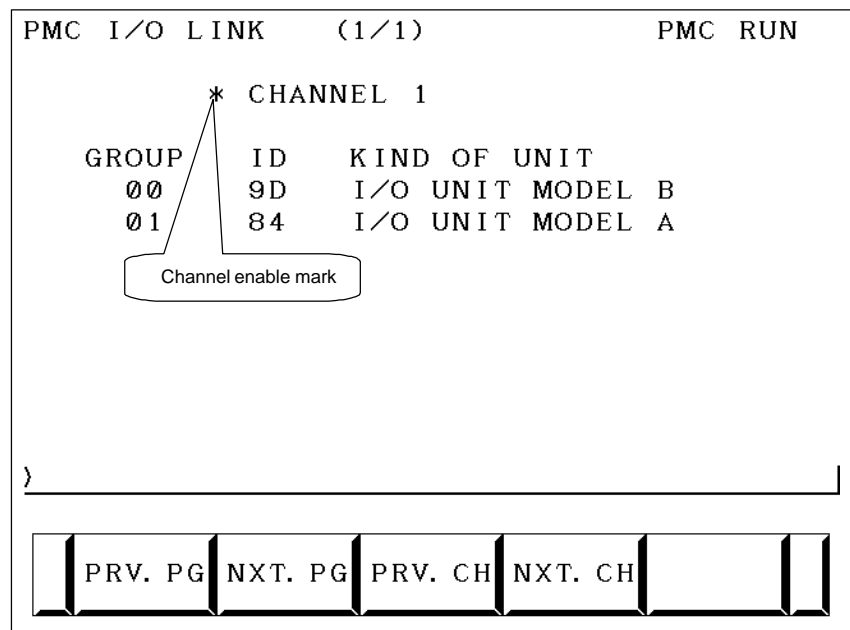 PMC I/O LINK (1/1) PMC RUN
* CHANNEL 1
GROUP ID KIND OF UNIT
00 9D I/O UNIT MODEL B
01 84 I/O UNIT MODEL A
Channel enable mark
>
PRV. PG NXT. PG PRV. CH NXT. CH